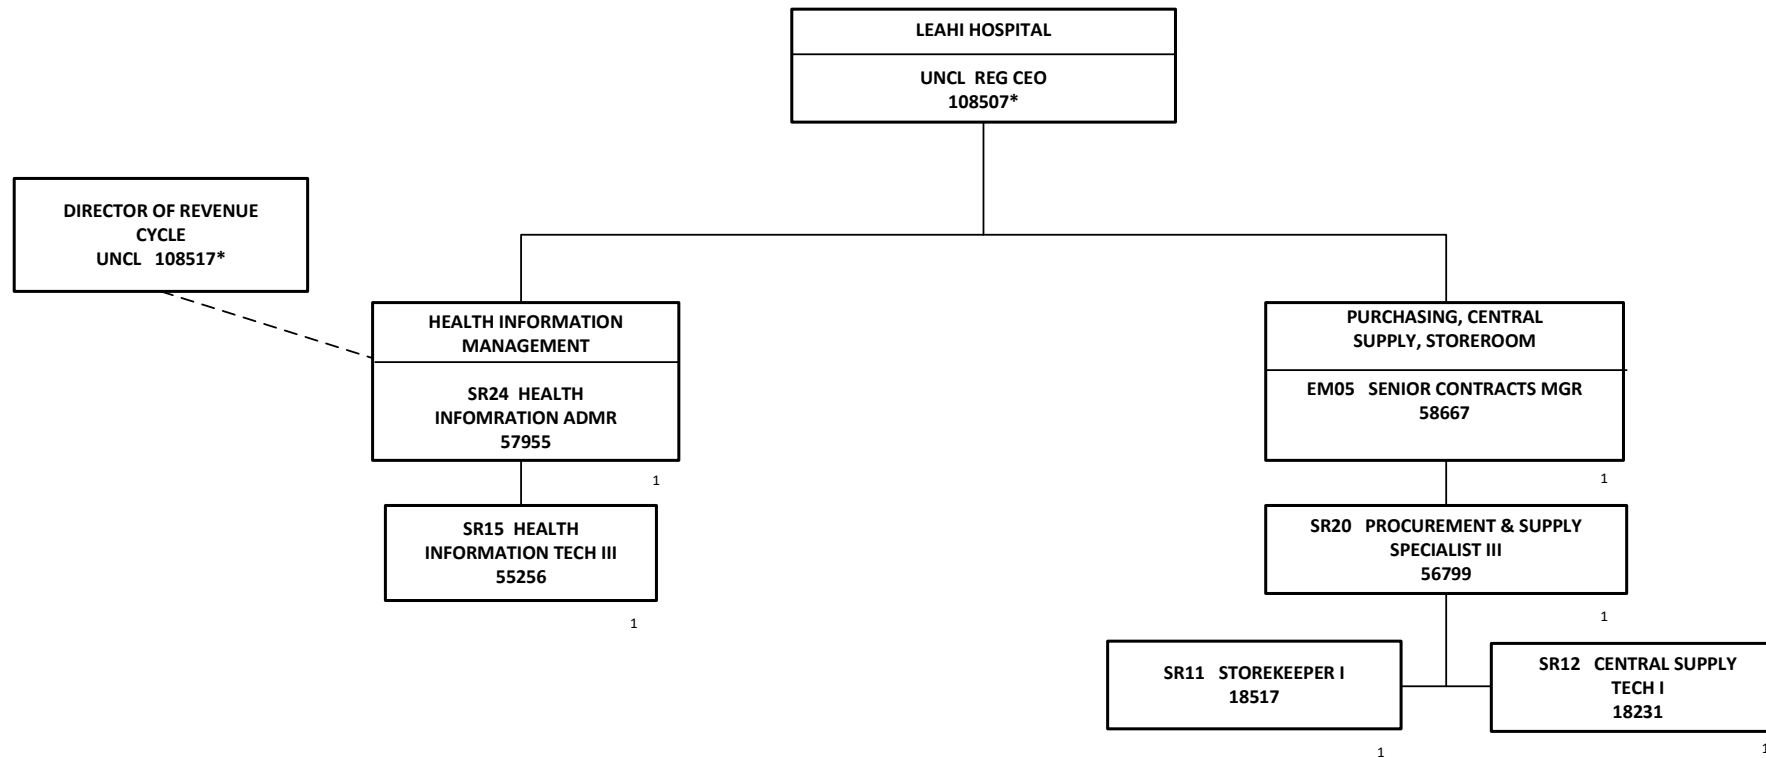 LEAHI HOSPITAL
UNCL REG CEO
108507*
DIRECTOR OF REVENUE
CYCLE
UNCL 108517*
HEALTH INFORMATION
MANAGEMENT
SR24 HEALTH
INFOMRATION ADMR
57955
1
SR15 HEALTH
INFORMATION TECH III
55256
1
PURCHASING, CENTRAL
SUPPLY, STOREROOM
EM05 SENIOR CONTRACTS MGR
58667
1
SR20 PROCUREMENT & SUPPLY
SPECIALIST III
56799
1
SR11 STOREKEEPER I
18517
1
SR12 CENTRAL SUPPLY
TECH I
18231
1